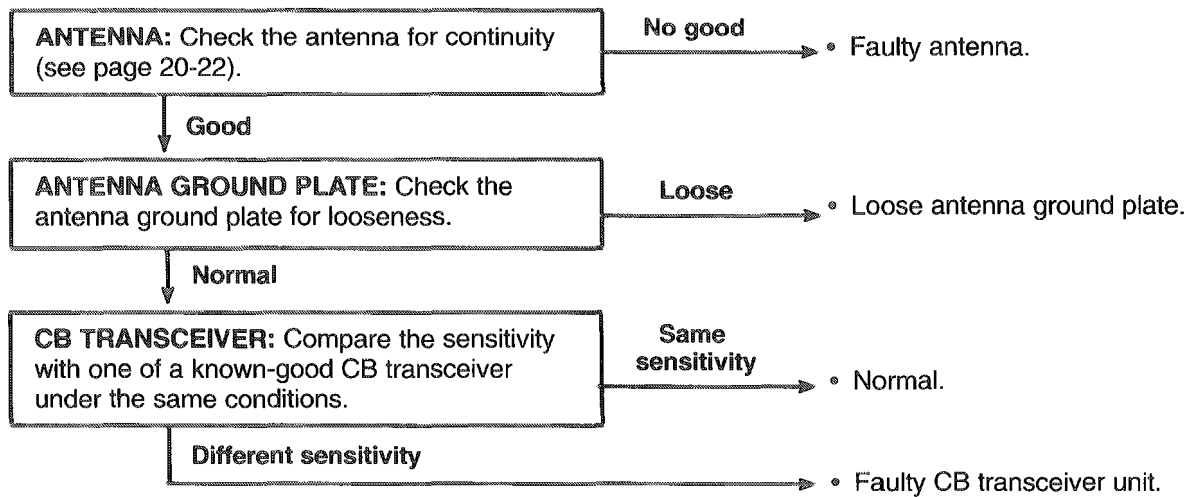 ANTENNA: Check the antenna for continuity
(see page 20-22).
No good
• Faulty antenna.
Good
ANTENNA GROUND PLATE: Check the
antenna ground plate for looseness.
Loose
• Loose antenna ground plate.
Normal
CB TRANSCEIVER: Compare the sensitivity
with one of a known-good CB transceiver
under the same conditions.
Same
sensitivity
• Normal.
Different sensitivity
• Faulty CB transceiver unit.